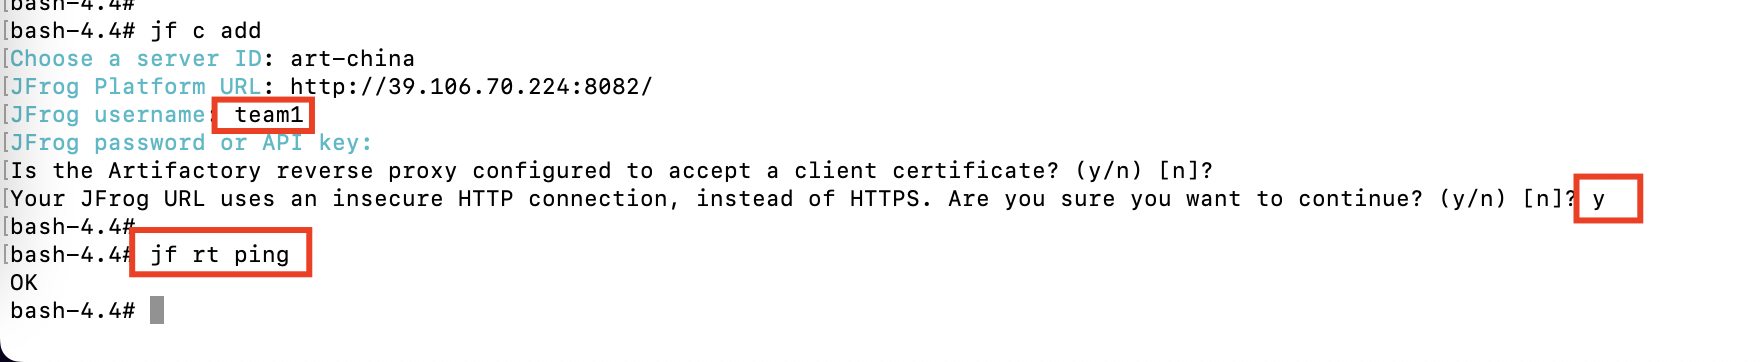 bash-4.4#
[bash-4.4# jf c add
[Choose a server ID: art-china
[JFrog Platform URL: http://39.106.70.224:8082/
[JFrog username: team1
[JFrog password or API key:
[Is the Artifactory reverse proxy configured to accept a client certificate? (y/n) [n]?
[Your JFrog URL uses an insecure HTTP connection, instead of HTTPS. Are you sure you want to continue? (y/n) [n]? y
[bash-4.4#
[bash-4.4# jf rt ping
OK
bash-4.4#